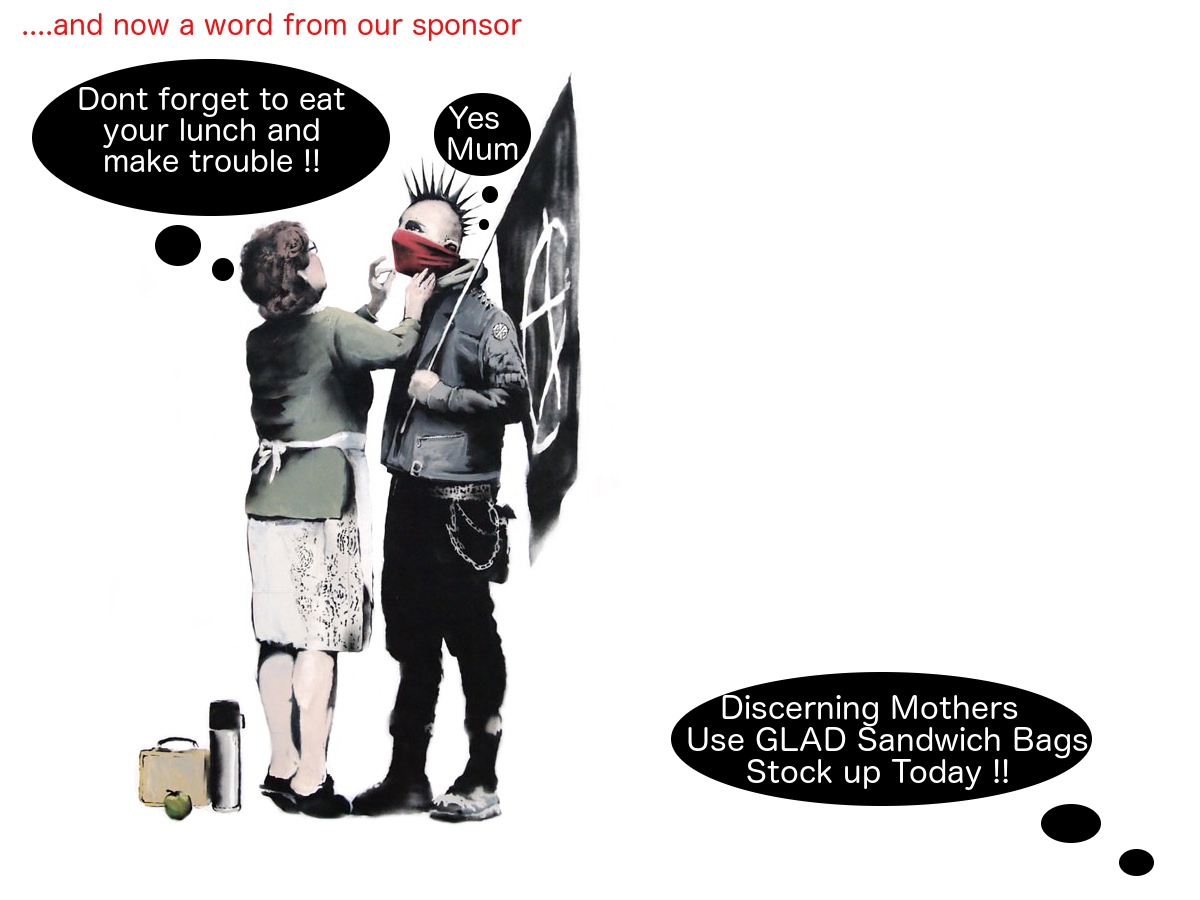 ....and now a word from our sponsor
Dont forget to eat
your lunch and
make trouble !!
Yes
Mum
Discerning Mothers
Use GLAD Sandwich Bags
Stock up Today !!